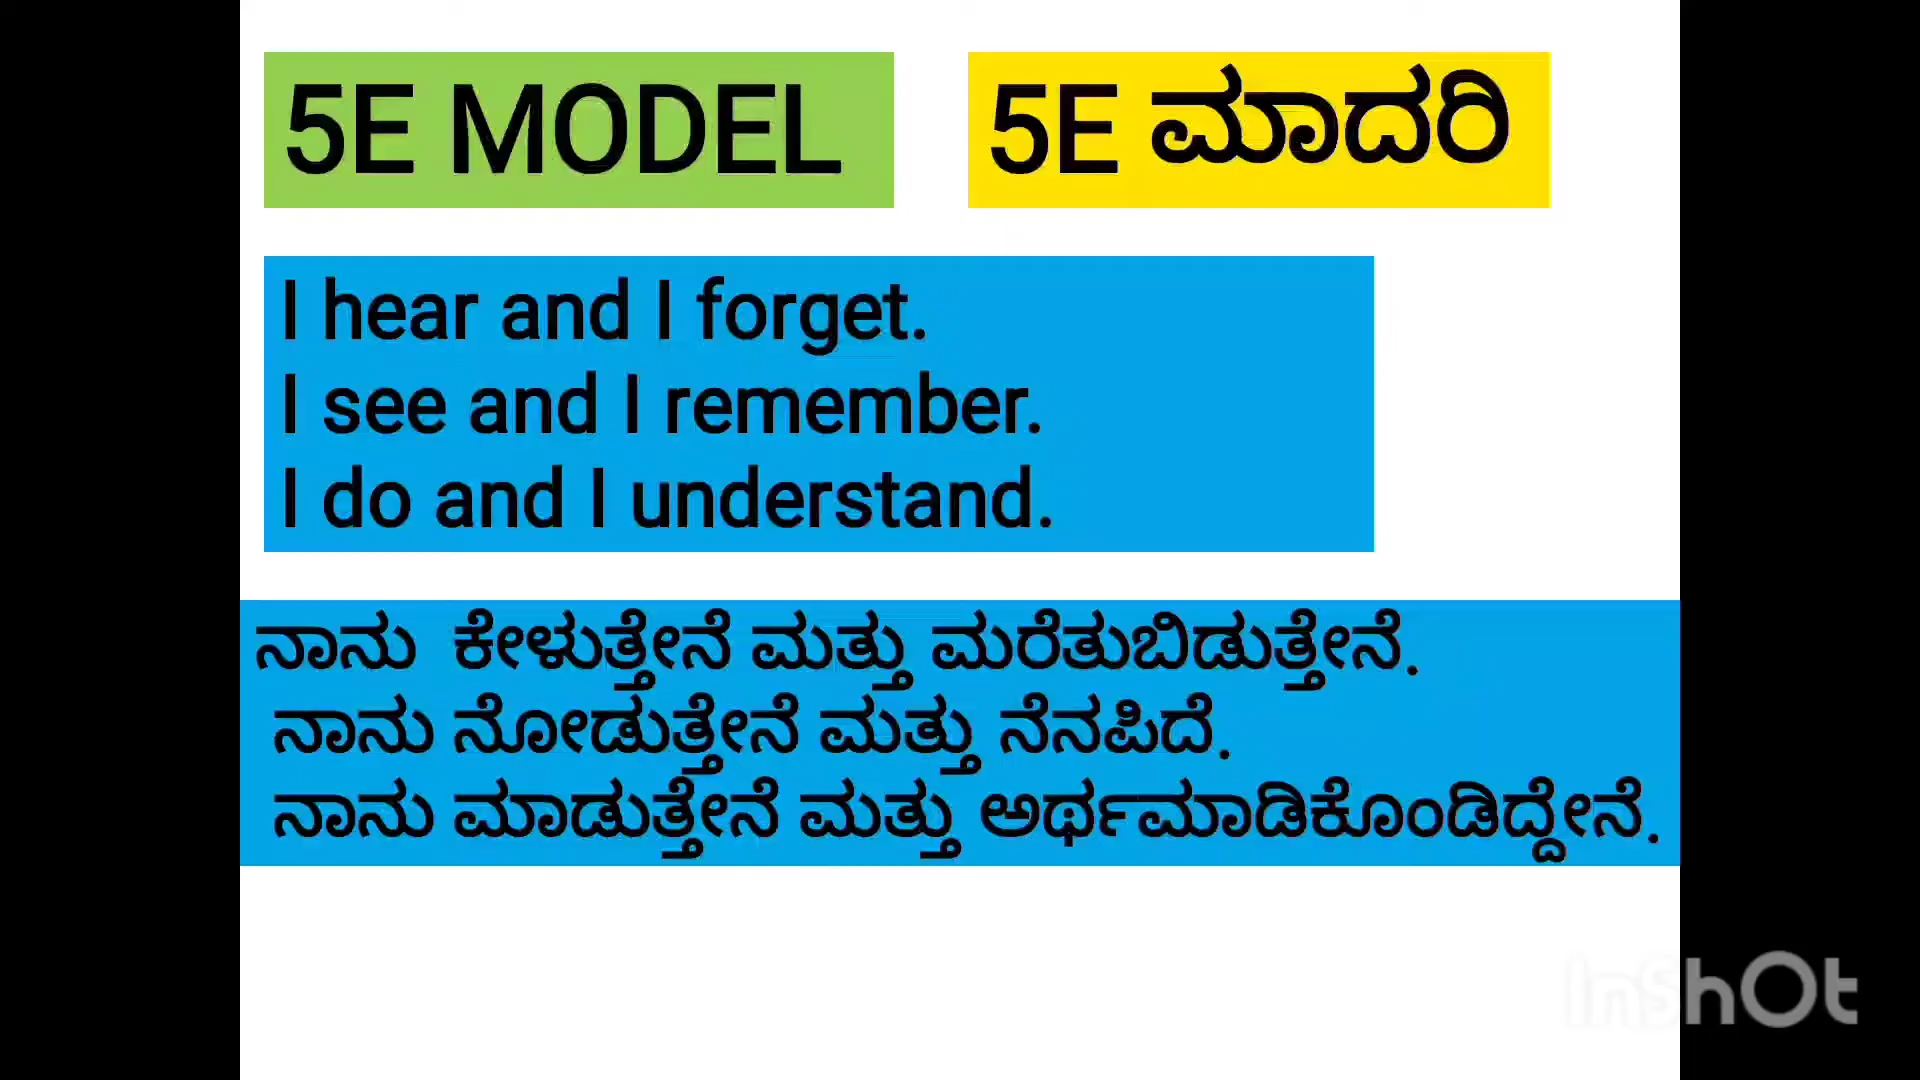 5E MODEL
5E ಮಾದರಿ
I hear and I forget.
I see and I remember.
I do and I understand.
ನಾನು ಕೇಳುತ್ತೇನೆ ಮತ್ತು ಮರೆತುಬಿಡುತ್ತೇನೆ.
ನಾನು ನೋಡುತ್ತೇನೆ ಮತ್ತು ನೆನಪಿದೆ.
ನಾನು ಮಾಡುತ್ತೇನೆ ಮತ್ತು ಅರ್ಥಮಾಡಿಕೊಂಡಿದ್ದೇನೆ.
InShOt